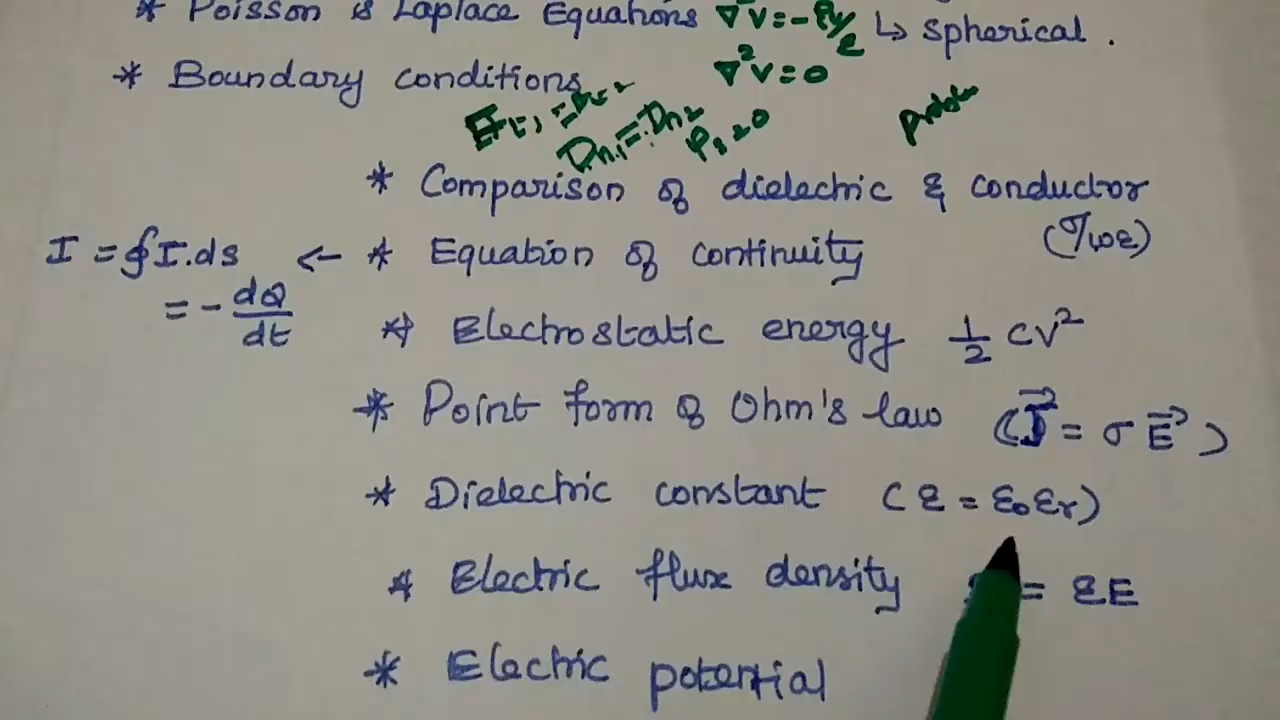 * Poisson is Laplace Equations ∇²V = -ρv/ε ↳ spherical.
* Boundary conditions ∇²V = 0
Dn1 = Dn2 ρs = 0
* Comparison of dielectric & conductor
(σ/ωε)
I = ∮I.ds ← * Equation of continuity
= - dQ/dt
* Electrostatic energy ½ CV²
* Point form of Ohm's law (J⃗ = σ E⃗)
* Dielectric constant (ε = ε₀εr)
* Electric flux density = εE
* Electric potential